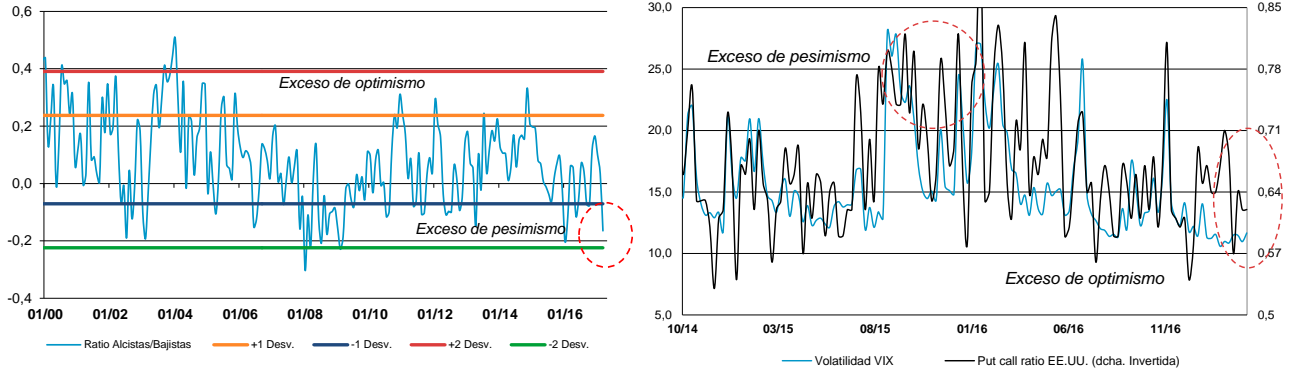 0,6
0,4
0,2
0,0
-0,2
-0,4
Exceso de optimismo
Exceso de pesimismo
01/00 01/02 01/04 01/06 01/08 01/10 01/12 01/14 01/16
Ratio Alcistas/Bajistas +1 Desv. -1 Desv. +2 Desv. -2 Desv.
30,0
25,0
20,0
15,0
10,0
5,0
Exceso de pesimismo
Exceso de optimismo
0,85
0,78
0,71
0,64
0,57
0,5
10/14 03/15 08/15 01/16 06/16 11/16
Volatilidad VIX Put call ratio EE.UU. (dcha. Invertida)